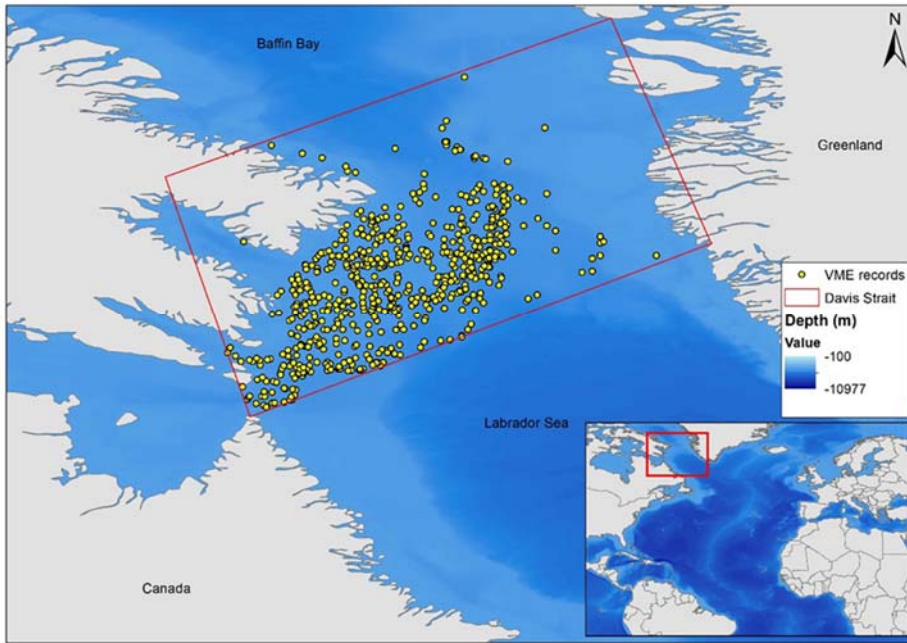 Baffin Bay
N
Greenland
VME records
Davis Strait
Depth (m)
Value
-100
-10977
Labrador Sea
Canada